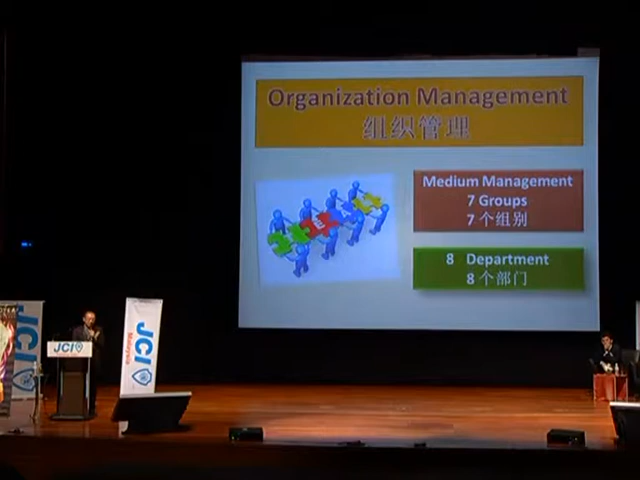 Organization Management
组织管理
Medium Management
7 Groups
7 个组别
8 Department
8 个部门
JCI
JCI
JCI
Malaysia